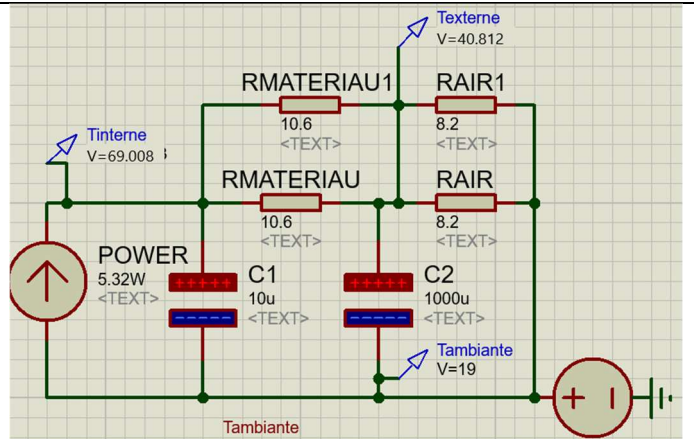 Texterne
V=40.812
RMATERIAU1
RAIR1
10.6
8.2
<TEXT>
<TEXT>
Tinterne
V=69.008
RMATERIAU
RAIR
10.6
8.2
<TEXT>
<TEXT>
POWER
5.32W
<TEXT>
C1
10u
<TEXT>
C2
1000u
<TEXT>
Tambiante
V=19
Tambiante